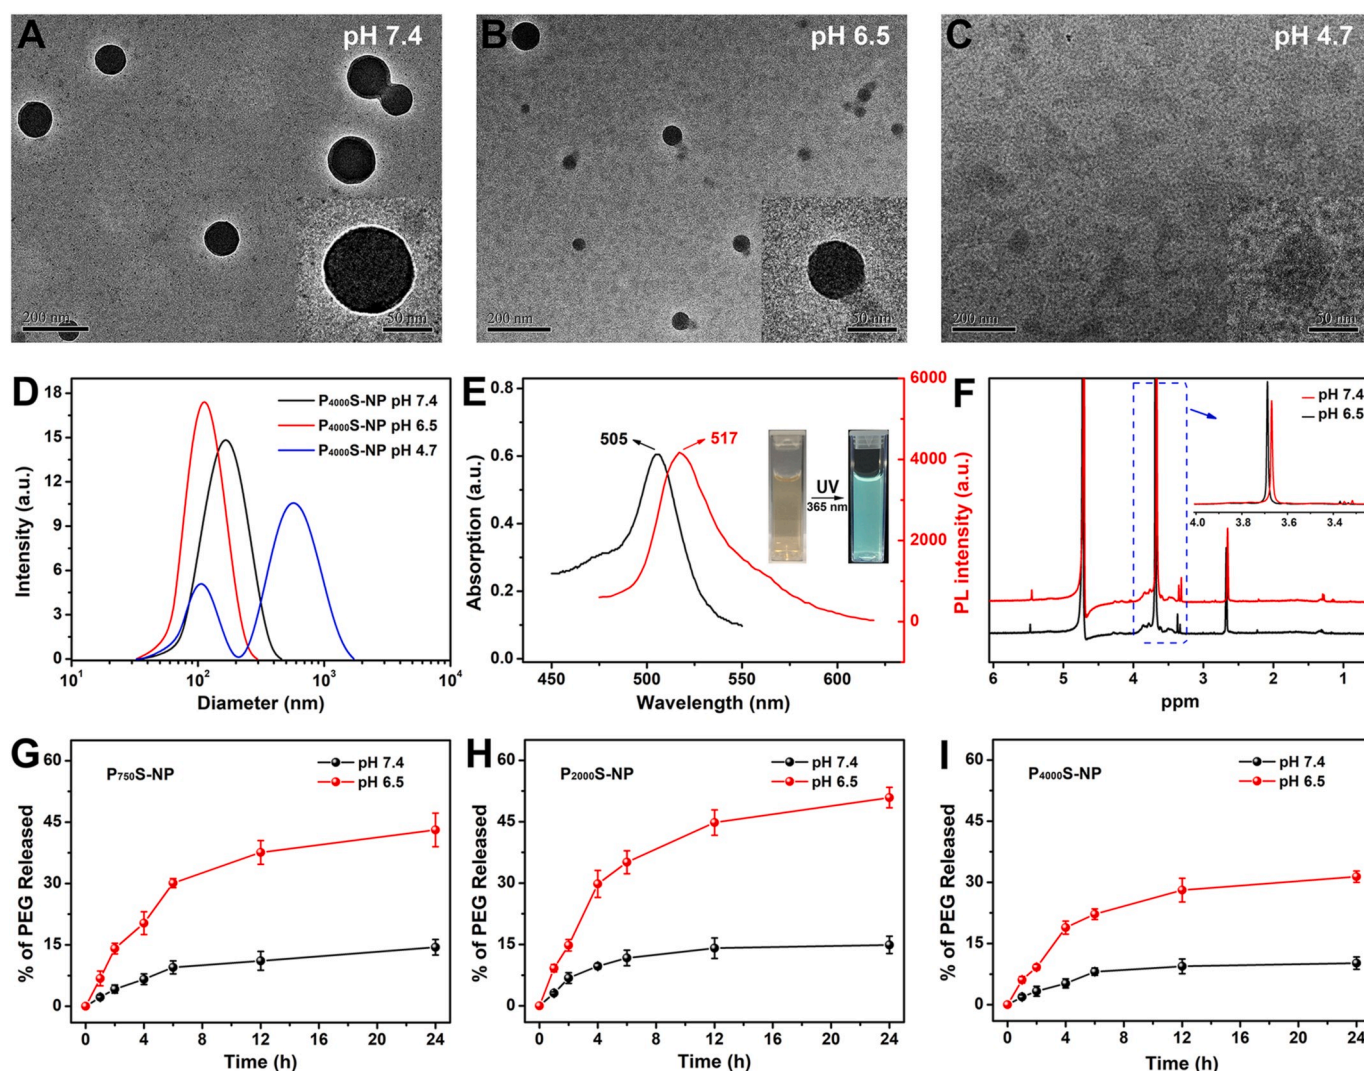 A
pH 7.4
200 nm
50 nm
B
pH 6.5
200 nm
50 nm
C
pH 4.7
200 nm
50 nm
D
Intensity (a.u.)
18
15
12
9
6
3
0
P4000S-NP pH 7.4
P4000S-NP pH 6.5
P4000S-NP pH 4.7
10^1 10^2 10^3 10^4
Diameter (nm)
E
Absorption (a.u.)
0.8
0.6
0.4
0.2
0.0
505
517
UV
365 nm
6000
4000
2000
0
PL intensity (a.u.)
450 500 550 600
Wavelength (nm)
F
pH 7.4
pH 6.5
4.0 3.8 3.6 3.4
6 5 4 3 2 1
ppm
G
% of PEG Released
60
45
30
15
0
P750S-NP
pH 7.4
pH 6.5
0 4 8 12 16 20 24
Time (h)
H
% of PEG Released
60
45
30
15
0
P2000S-NP
pH 7.4
pH 6.5
0 4 8 12 16 20 24
Time (h)
I
% of PEG Released
60
45
30
15
0
P4000S-NP
pH 7.4
pH 6.5
0 4 8 12 16 20 24
Time (h)